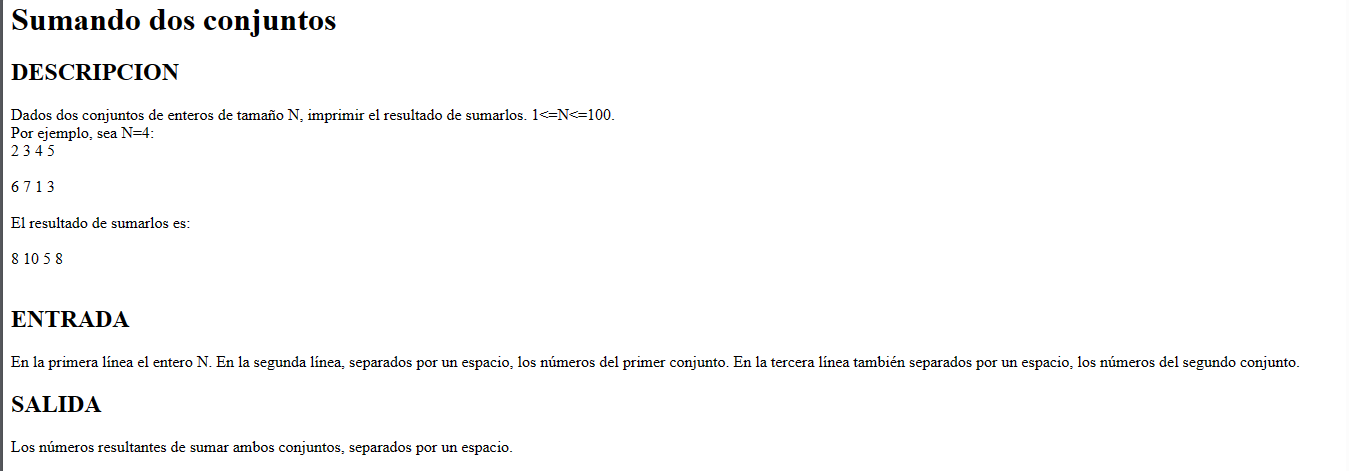 Sumando dos conjuntos
DESCRIPCION
Dados dos conjuntos de enteros de tamaño N, imprimir el resultado de sumarlos. 1<=N<=100.
Por ejemplo, sea N=4:
2 3 4 5
6 7 1 3
El resultado de sumarlos es:
8 10 5 8
ENTRADA
En la primera línea el entero N. En la segunda línea, separados por un espacio, los números del primer conjunto. En la tercera línea también separados por un espacio, los números del segundo conjunto.
SALIDA
Los números resultantes de sumar ambos conjuntos, separados por un espacio.